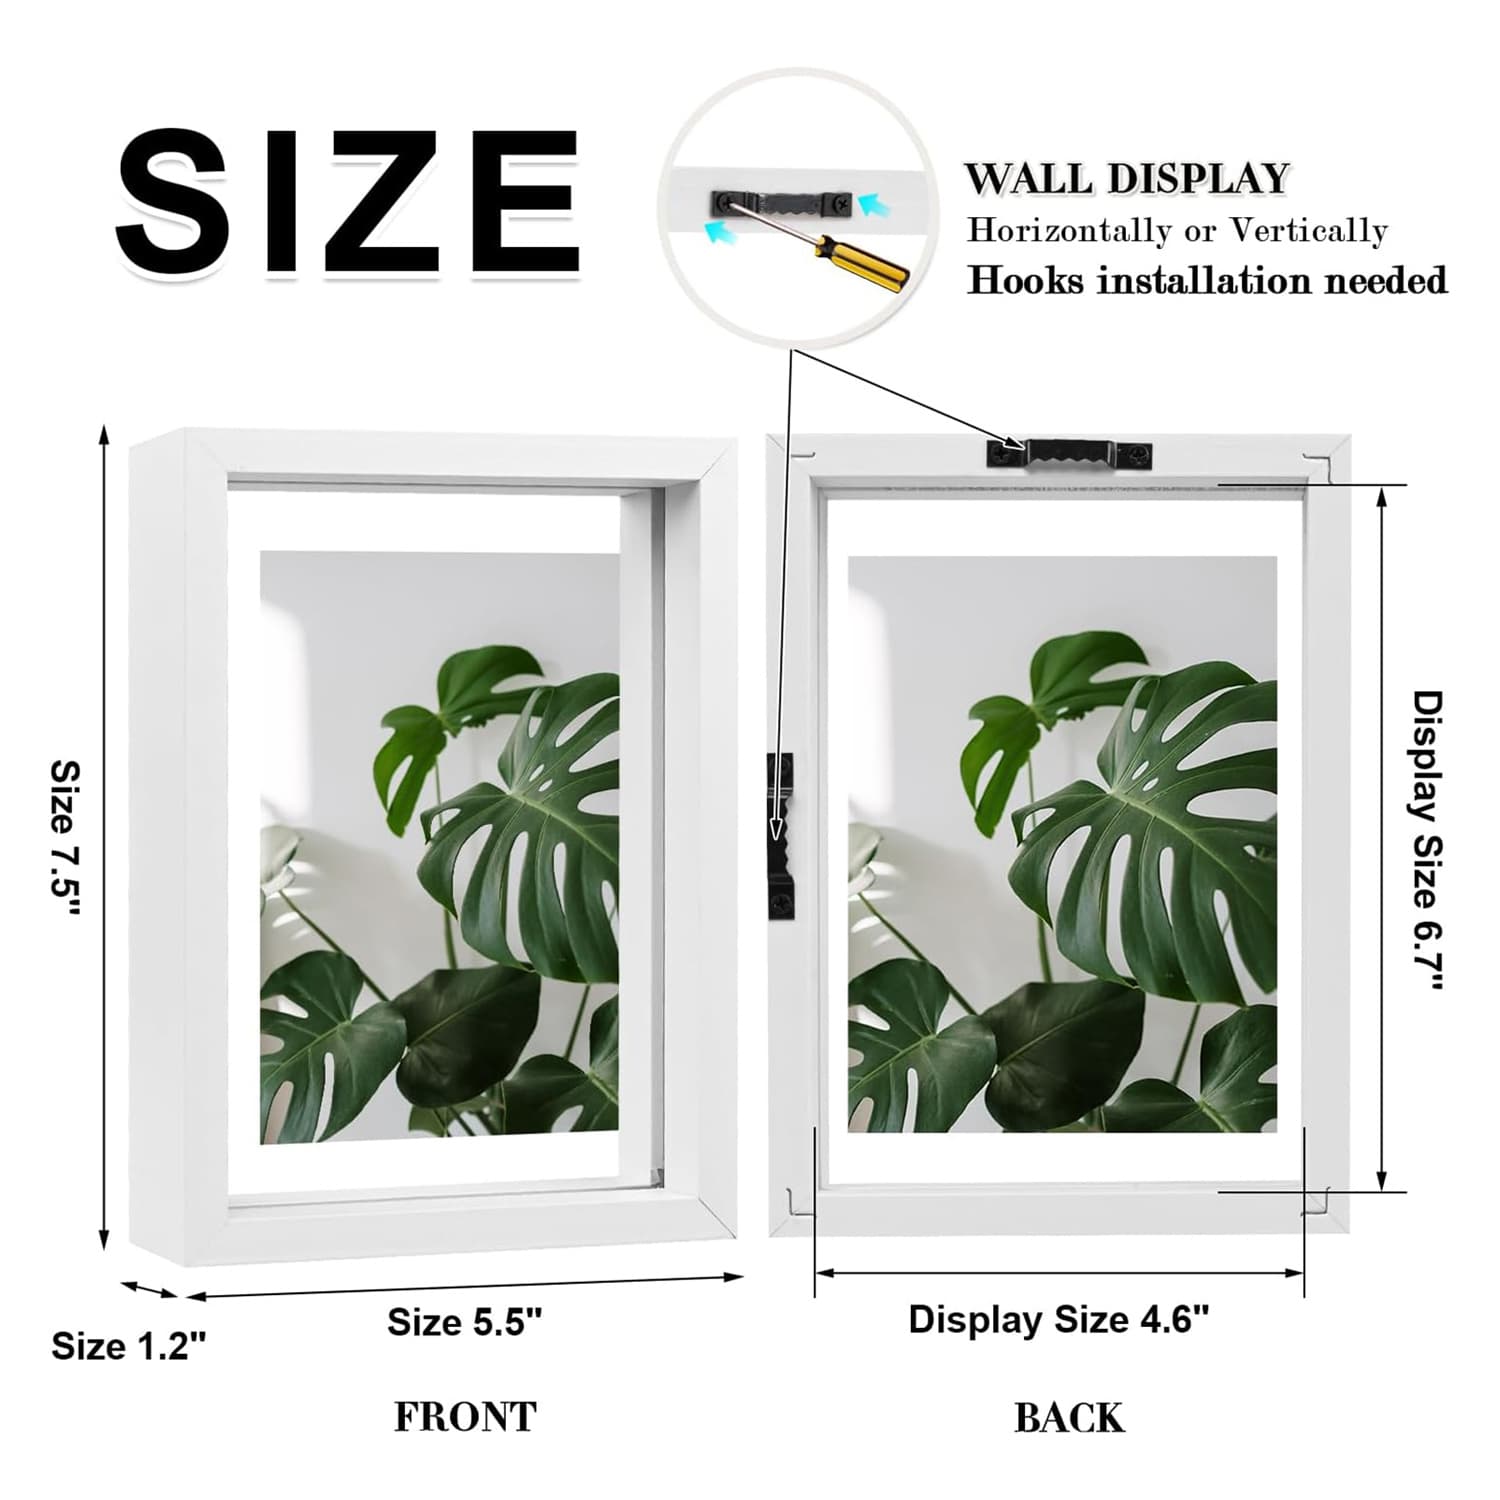 SIZE
WALL DISPLAY
Horizontally or Vertically
Hooks installation needed
Size 7.5"
Display Size 6.7"
Size 1.2"
Size 5.5"
Display Size 4.6"
FRONT
BACK